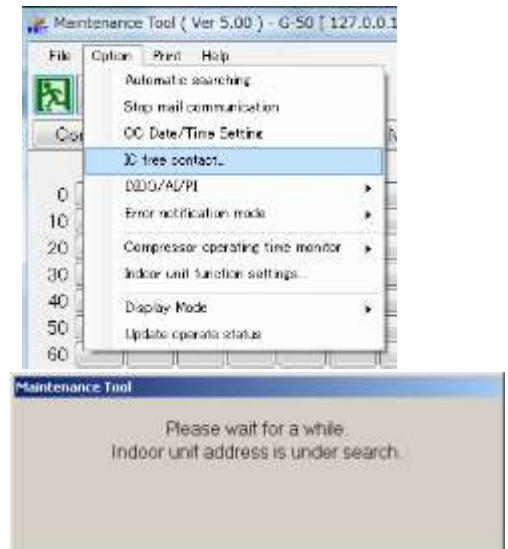 Maintenance Tool ( Ver 5.00 ) - G-50 [ 127.0.0.1
File Option Print Help
Automatic searching
Stop mail communication
OC Date/Time Setting
Co
IC free contact...
DIDO/AI/PI
0
Error notification mode
10
20 Compressor operating time monitor
30 Indoor unit function settings...
40 Display Mode
50 Update operate status
60
Maintenance Tool
Please wait for a while.
Indoor unit address is under search.